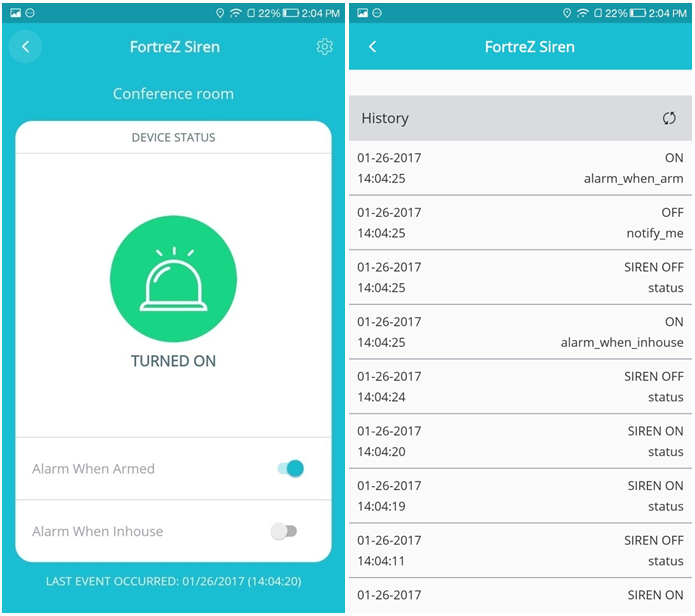 22% 2:04 PM
FortreZ Siren
Conference room
DEVICE STATUS
TURNED ON
Alarm When Armed
Alarm When Inhouse
LAST EVENT OCCURRED: 01/26/2017 (14:04:20)
22% 2:04 PM
FortreZ Siren
History
01-26-2017 ON
14:04:25 alarm_when_arm
01-26-2017 OFF
14:04:25 notify_me
01-26-2017 SIREN OFF
14:04:25 status
01-26-2017 ON
14:04:25 alarm_when_inhouse
01-26-2017 SIREN OFF
14:04:24 status
01-26-2017 SIREN ON
14:04:20 status
01-26-2017 SIREN ON
14:04:19 status
01-26-2017 SIREN OFF
14:04:11 status
01-26-2017 SIREN ON